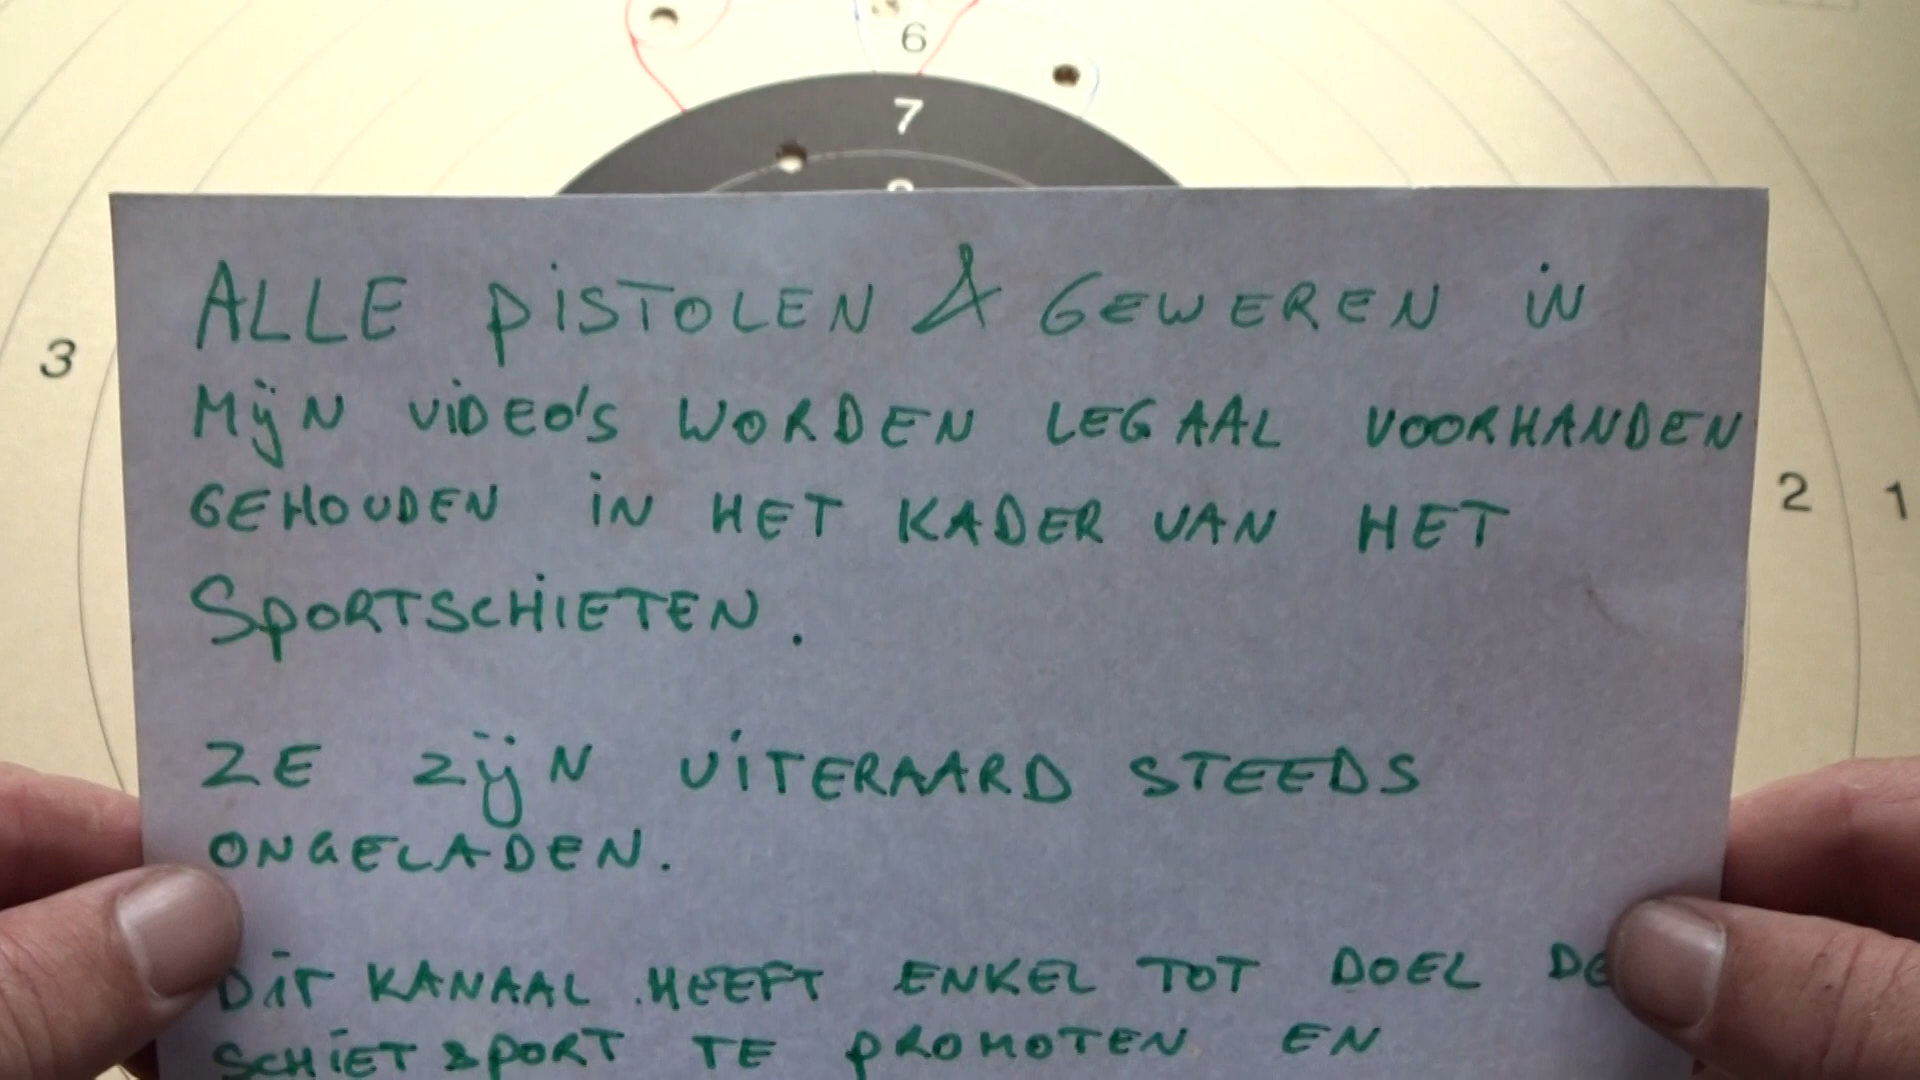 6
7
3
2
1
ALLE PISTOLEN & GEWEREN IN
MIJN VIDEO'S WORDEN LEGAAL VOORHANDEN
GEHOUDEN IN HET KADER VAN HET
SPORTSCHIETEN.
ZE ZIJN UITERAARD STEEDS
ONGELADEN.
DIT KANAAL HEEFT ENKEL TOT DOEL DE
SCHIETSPORT TE PROMOTEN EN